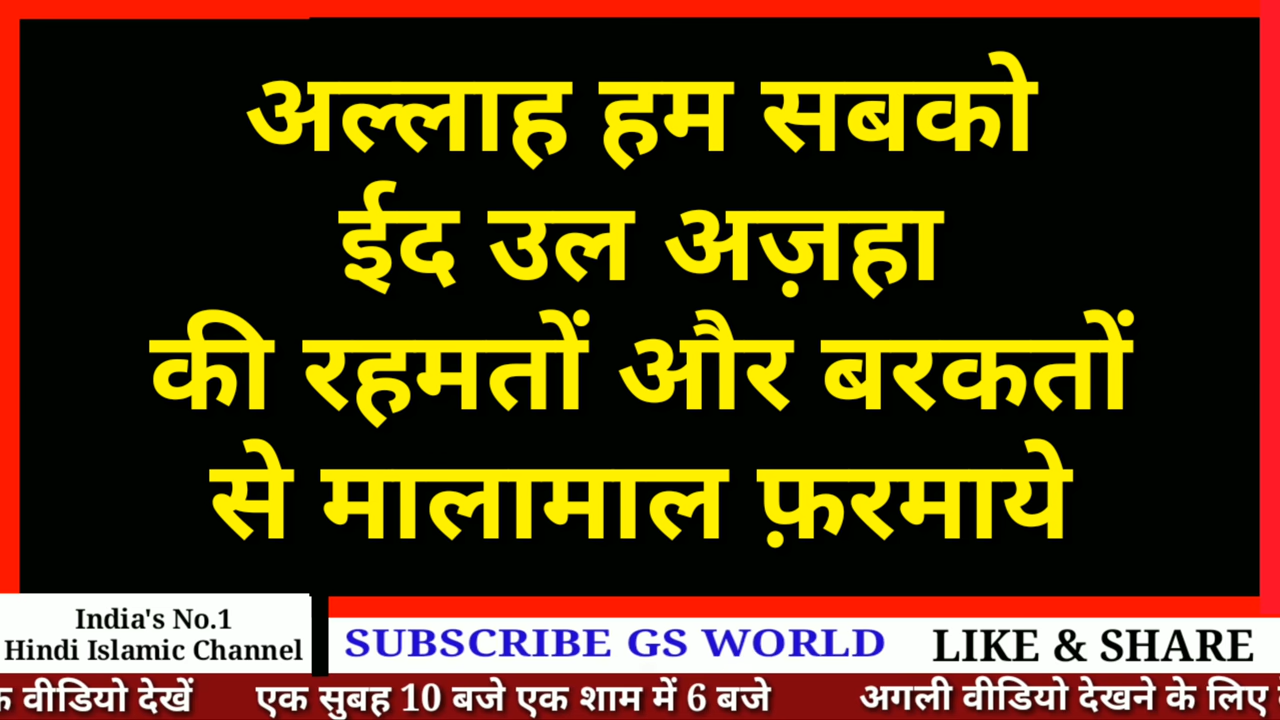 अल्लाह हम सबको
ईद उल अज़हा
की रहमतों और बरकतों
से मालामाल फ़रमाये
India's No.1
Hindi Islamic Channel
SUBSCRIBE GS WORLD
LIKE & SHARE
वीडियो देखें एक सुबह 10 बजे एक शाम में 6 बजे अगली वीडियो देखने के लिए